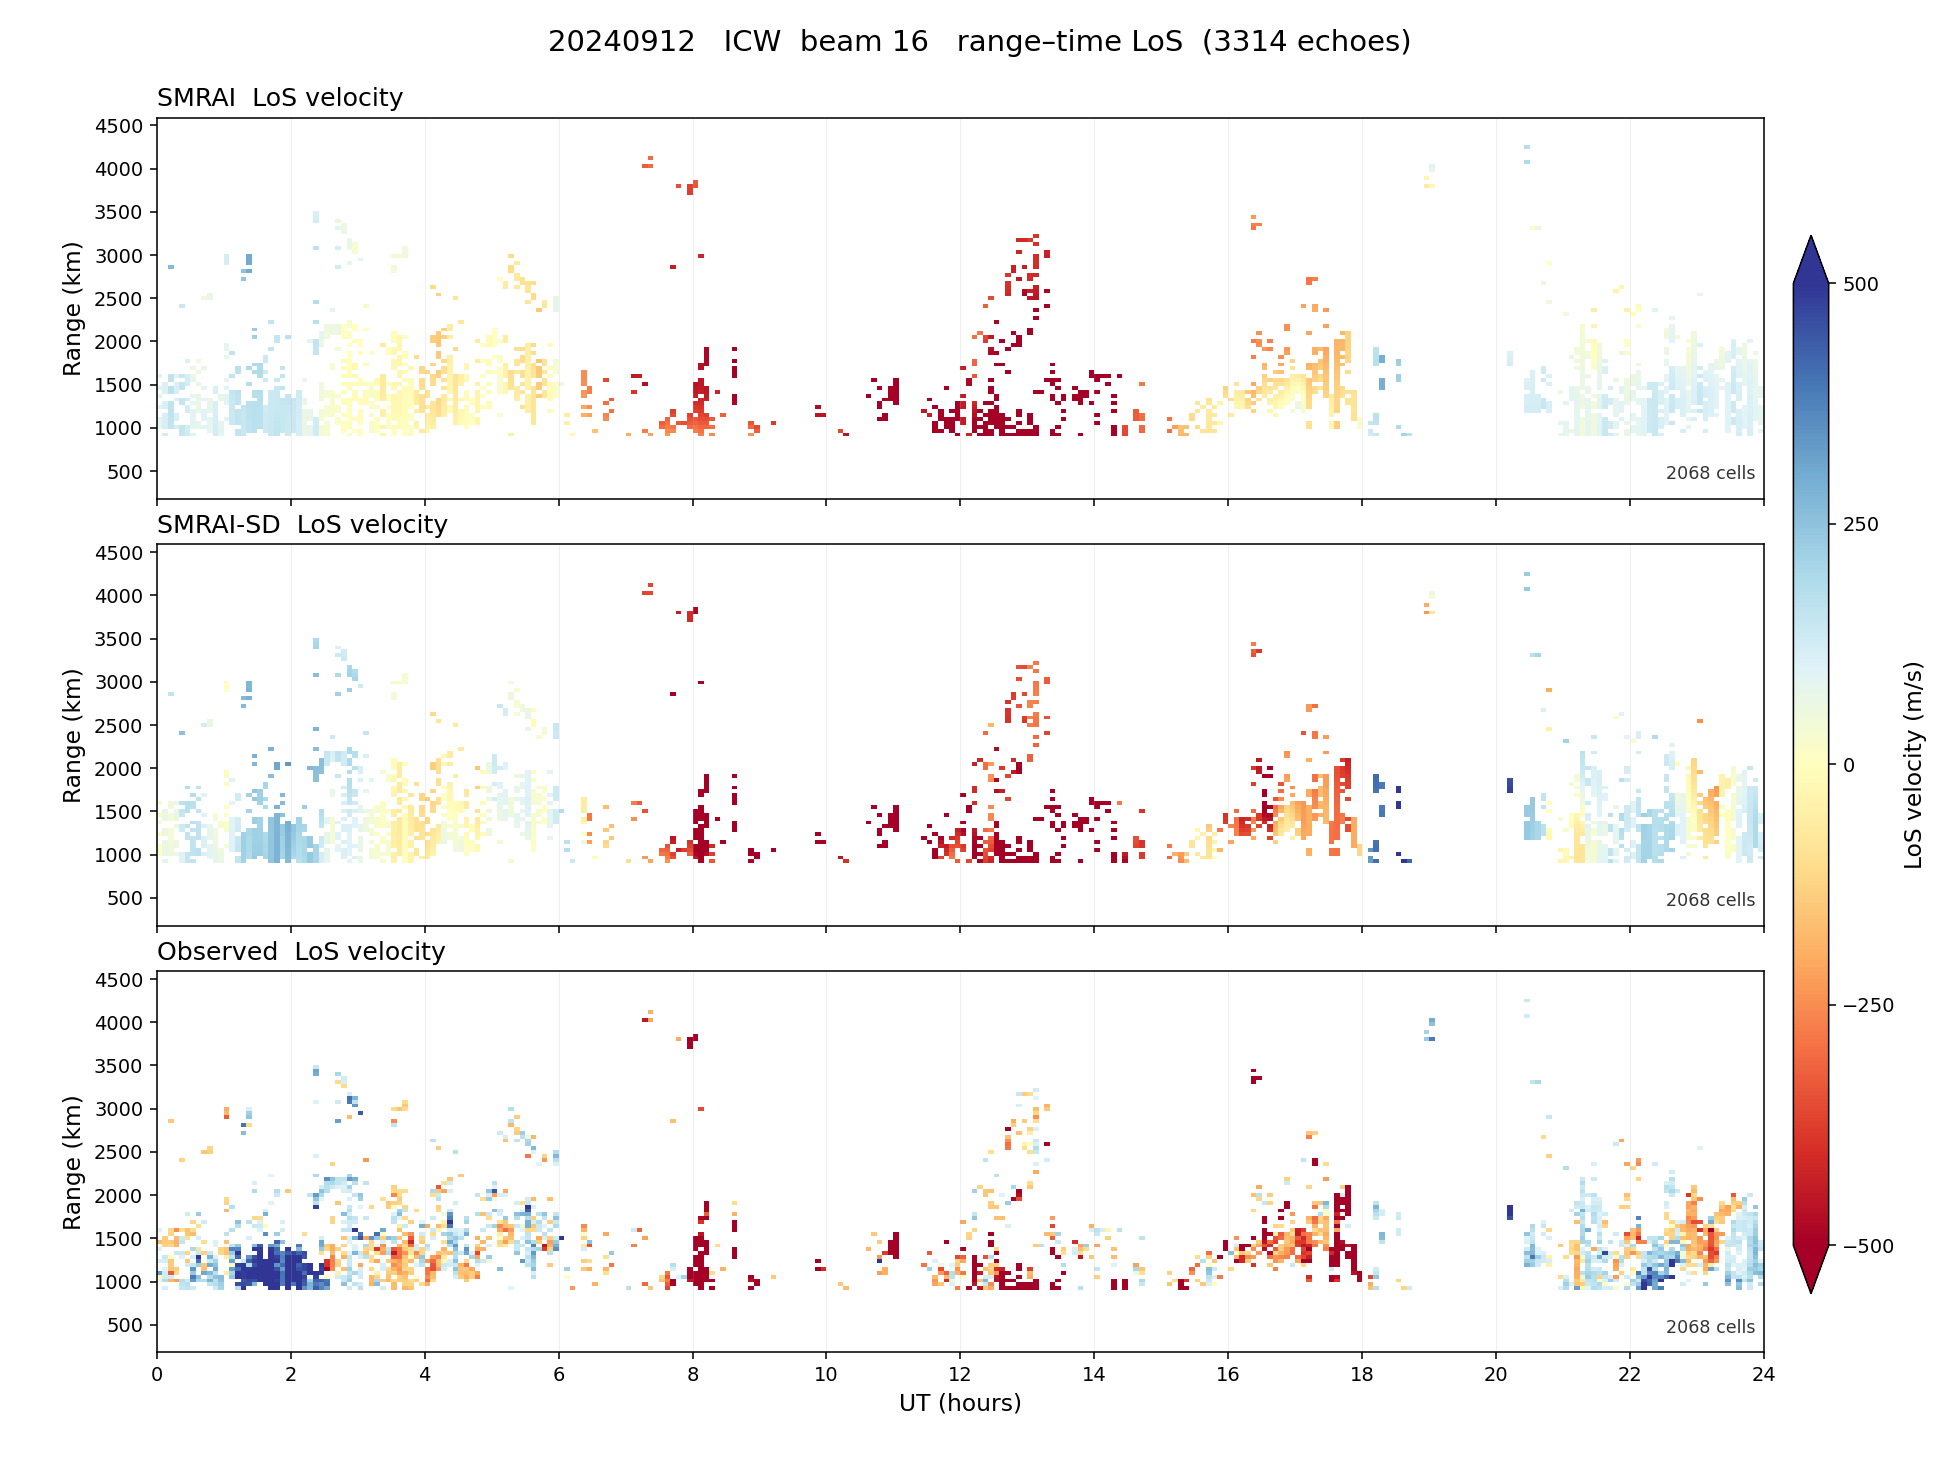 20240912   ICW  beam 16   range–time LoS  (3314 echoes)
SMRAI  LoS velocity
4500
4000
3500
3000
2500
2000
1500
1000
500
Range (km)
2068 cells
SMRAI-SD  LoS velocity
4500
4000
3500
3000
2500
2000
1500
1000
500
Range (km)
2068 cells
Observed  LoS velocity
4500
4000
3500
3000
2500
2000
1500
1000
500
Range (km)
2068 cells
0 2 4 6 8 10 12 14 16 18 20 22 24
UT (hours)
500
250
0
−250
−500
LoS velocity (m/s)